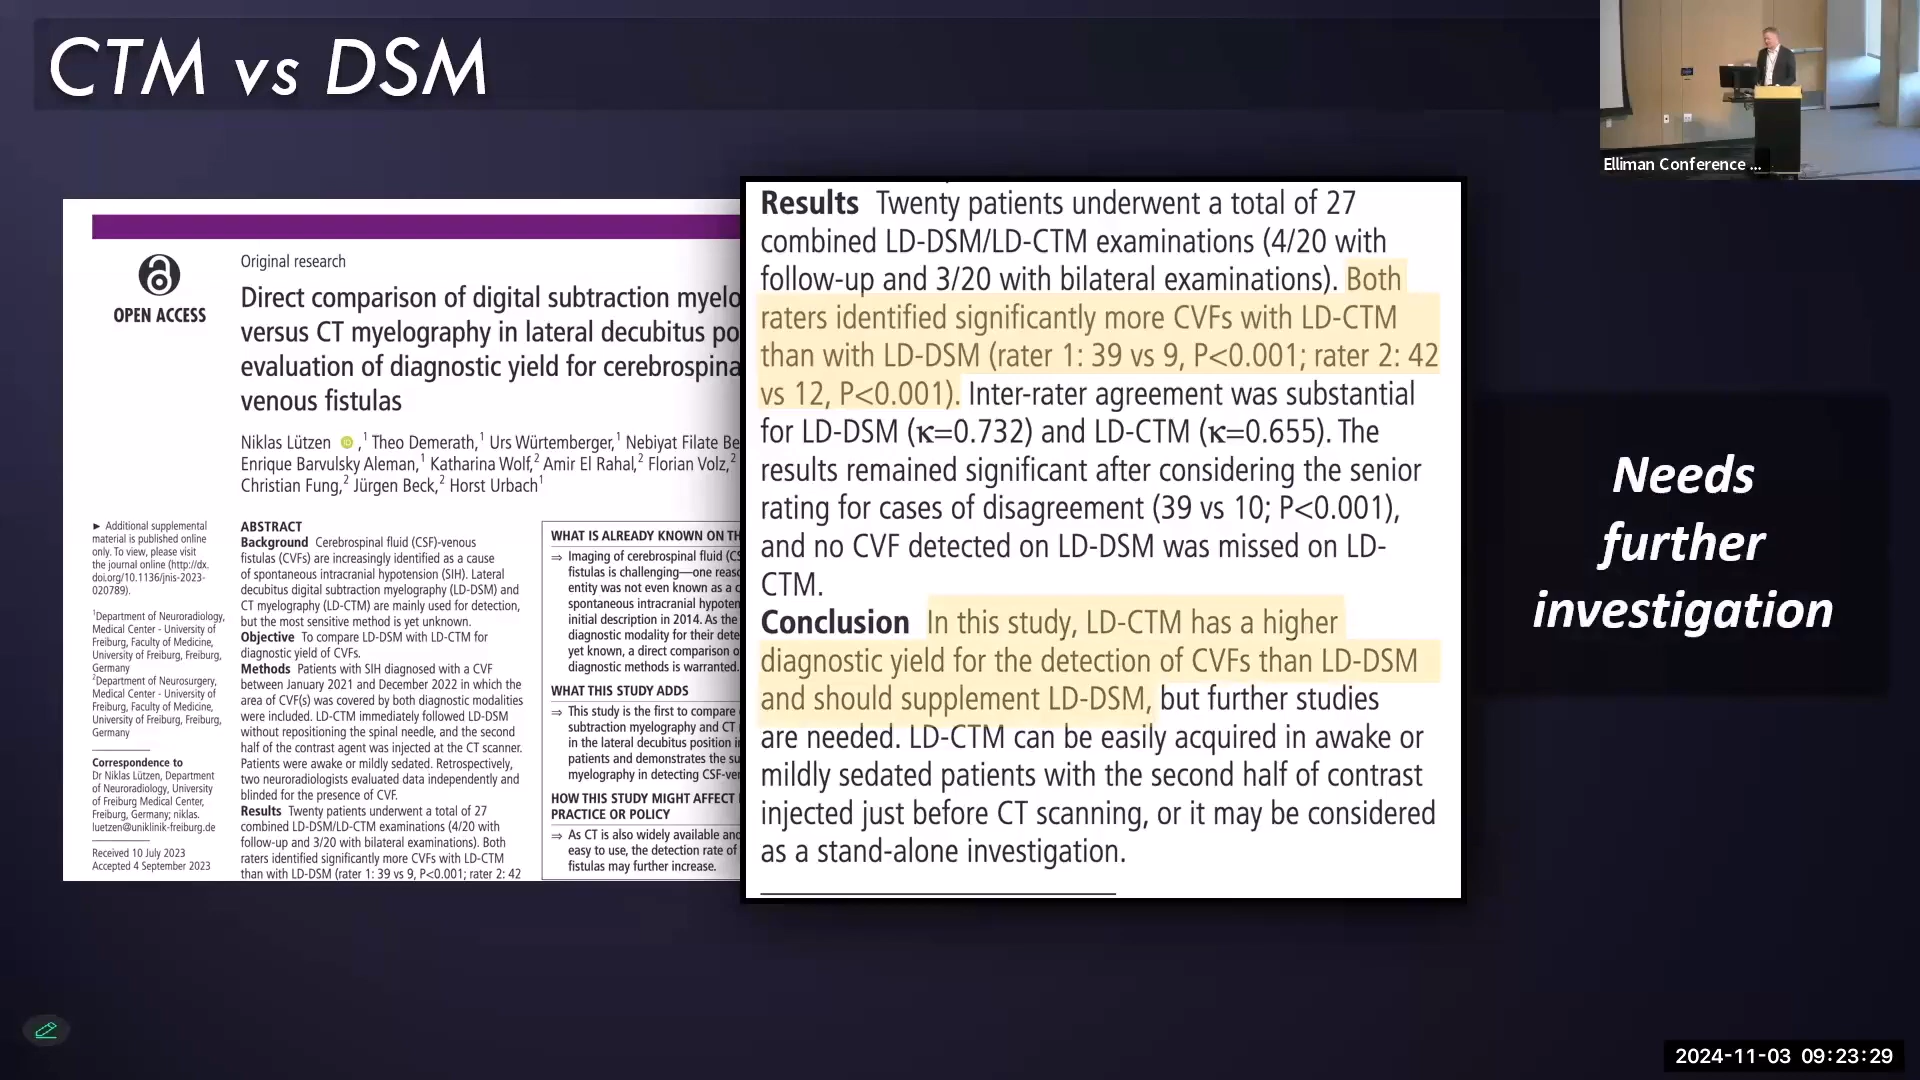 CTM vs DSM
Elliman Conference ...
OPEN ACCESS
Original research
Direct comparison of digital subtraction myelo
versus CT myelography in lateral decubitus po
evaluation of diagnostic yield for cerebrospina
venous fistulas
Niklas Lützen ,1 Theo Demerath,1 Urs Würtemberger,1 Nebiyat Filate Be
Enrique Barvulsky Aleman,1 Katharina Wolf,2 Amir El Rahal,2 Florian Volz,2
Christian Fung,2 Jürgen Beck,2 Horst Urbach1
► Additional supplemental
material is published online
only. To view, please visit
the journal online (http://dx.
doi.org/10.1136/jnis-2023-
020789).
1Department of Neuroradiology,
Medical Center - University of
Freiburg, Faculty of Medicine,
University of Freiburg, Freiburg,
Germany
2Department of Neurosurgery,
Medical Center - University of
Freiburg, Faculty of Medicine,
University of Freiburg, Freiburg,
Germany
Correspondence to
Dr Niklas Lützen, Department
of Neuroradiology, University
of Freiburg Medical Center,
Freiburg, Germany; niklas.
luetzen@uniklinik-freiburg.de
Received 10 July 2023
Accepted 4 September 2023
ABSTRACT
Background Cerebrospinal fluid (CSF)-venous
fistulas (CVFs) are increasingly identified as a cause
of spontaneous intracranial hypotension (SIH). Lateral
decubitus digital subtraction myelography (LD-DSM) and
CT myelography (LD-CTM) are mainly used for detection,
but the most sensitive method is yet unknown.
Objective To compare LD-DSM with LD-CTM for
diagnostic yield of CVFs.
Methods Patients with SIH diagnosed with a CVF
between January 2021 and December 2022 in which the
area of CVF(s) was covered by both diagnostic modalities
were included. LD-CTM immediately followed LD-DSM
without repositioning the spinal needle, and the second
half of the contrast agent was injected at the CT scanner.
Patients were awake or mildly sedated. Retrospectively,
two neuroradiologists evaluated data independently and
blinded for the presence of CVF.
Results Twenty patients underwent a total of 27
combined LD-DSM/LD-CTM examinations (4/20 with
follow-up and 3/20 with bilateral examinations). Both
raters identified significantly more CVFs with LD-CTM
than with LD-DSM (rater 1: 39 vs 9, P<0.001; rater 2: 42
WHAT IS ALREADY KNOWN ON TH
⇒ Imaging of cerebrospinal fluid (CS
fistulas is challenging—one reaso
entity was not even known as a c
spontaneous intracranial hypoten
initial description in 2014. As the
diagnostic modality for their dete
yet known, a direct comparison o
diagnostic methods is warranted.
WHAT THIS STUDY ADDS
⇒ This study is the first to compare
subtraction myelography and CT
in the lateral decubitus position i
patients and demonstrates the su
myelography in detecting CSF-ve
HOW THIS STUDY MIGHT AFFECT
PRACTICE OR POLICY
⇒ As CT is also widely available and
easy to use, the detection rate of
fistulas may further increase.
Results Twenty patients underwent a total of 27
combined LD-DSM/LD-CTM examinations (4/20 with
follow-up and 3/20 with bilateral examinations). Both
raters identified significantly more CVFs with LD-CTM
than with LD-DSM (rater 1: 39 vs 9, P<0.001; rater 2: 42
vs 12, P<0.001). Inter-rater agreement was substantial
for LD-DSM (κ=0.732) and LD-CTM (κ=0.655). The
results remained significant after considering the senior
rating for cases of disagreement (39 vs 10; P<0.001),
and no CVF detected on LD-DSM was missed on LD-
CTM.
Conclusion In this study, LD-CTM has a higher
diagnostic yield for the detection of CVFs than LD-DSM
and should supplement LD-DSM, but further studies
are needed. LD-CTM can be easily acquired in awake or
mildly sedated patients with the second half of contrast
injected just before CT scanning, or it may be considered
as a stand-alone investigation.
Needs
further
investigation
2024-11-03 09:23:29